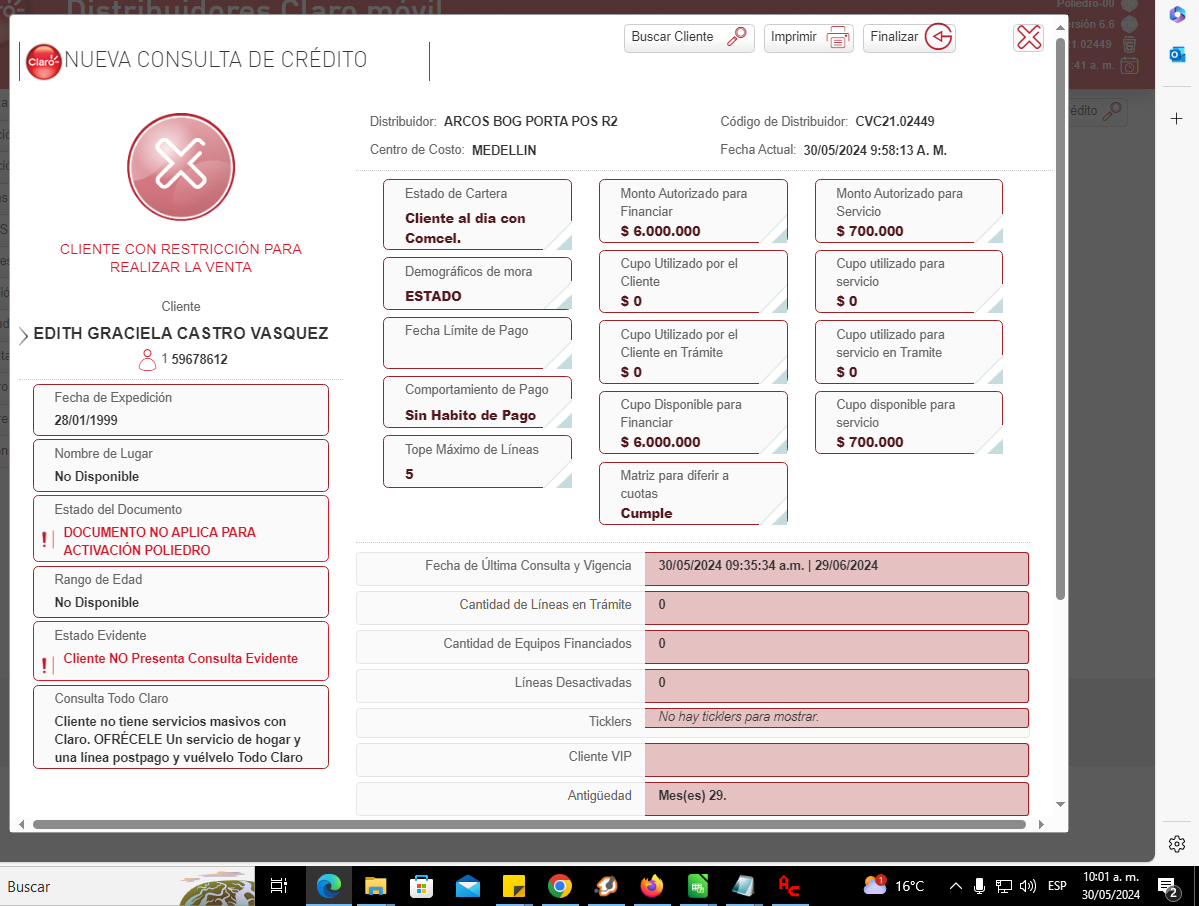 Distribuidores Claro móvil
Poliedro-00
ersión 6.6
21.02449
:41 a. m.
édito
Buscar Cliente
Imprimir
Finalizar
Claro
NUEVA CONSULTA DE CRÉDITO
Distribuidor: ARCOS BOG PORTA POS R2
Código de Distribuidor: CVC21.02449
Centro de Costo: MEDELLIN
Fecha Actual: 30/05/2024 9:58:13 A. M.
CLIENTE CON RESTRICCIÓN PARA
REALIZAR LA VENTA
Cliente
EDITH GRACIELA CASTRO VASQUEZ
1 59678612
Fecha de Expedición
28/01/1999
Nombre de Lugar
No Disponible
Estado del Documento
! DOCUMENTO NO APLICA PARA
ACTIVACIÓN POLIEDRO
Rango de Edad
No Disponible
Estado Evidente
! Cliente NO Presenta Consulta Evidente
Consulta Todo Claro
Cliente no tiene servicios masivos con
Claro. OFRÉCELE Un servicio de hogar y
una línea postpago y vuélvelo Todo Claro
Estado de Cartera
Cliente al dia con
Comcel.
Demográficos de mora
ESTADO
Fecha Límite de Pago
Comportamiento de Pago
Sin Habito de Pago
Tope Máximo de Líneas
5
Monto Autorizado para
Financiar
$ 6.000.000
Cupo Utilizado por el
Cliente
$ 0
Cupo Utilizado por el
Cliente en Trámite
$ 0
Cupo Disponible para
Financiar
$ 6.000.000
Matriz para diferir a
cuotas
Cumple
Monto Autorizado para
Servicio
$ 700.000
Cupo utilizado para
servicio
$ 0
Cupo utilizado para
servicio en Tramite
$ 0
Cupo disponible para
servicio
$ 700.000
Fecha de Última Consulta y Vigencia 30/05/2024 09:35:34 a.m. | 29/06/2024
Cantidad de Líneas en Trámite 0
Cantidad de Equipos Financiados 0
Líneas Desactivadas 0
Ticklers No hay ticklers para mostrar.
Cliente VIP
Antigüedad Mes(es) 29.
Buscar
1
16°C
ESP
10:01 a. m.
30/05/2024
2